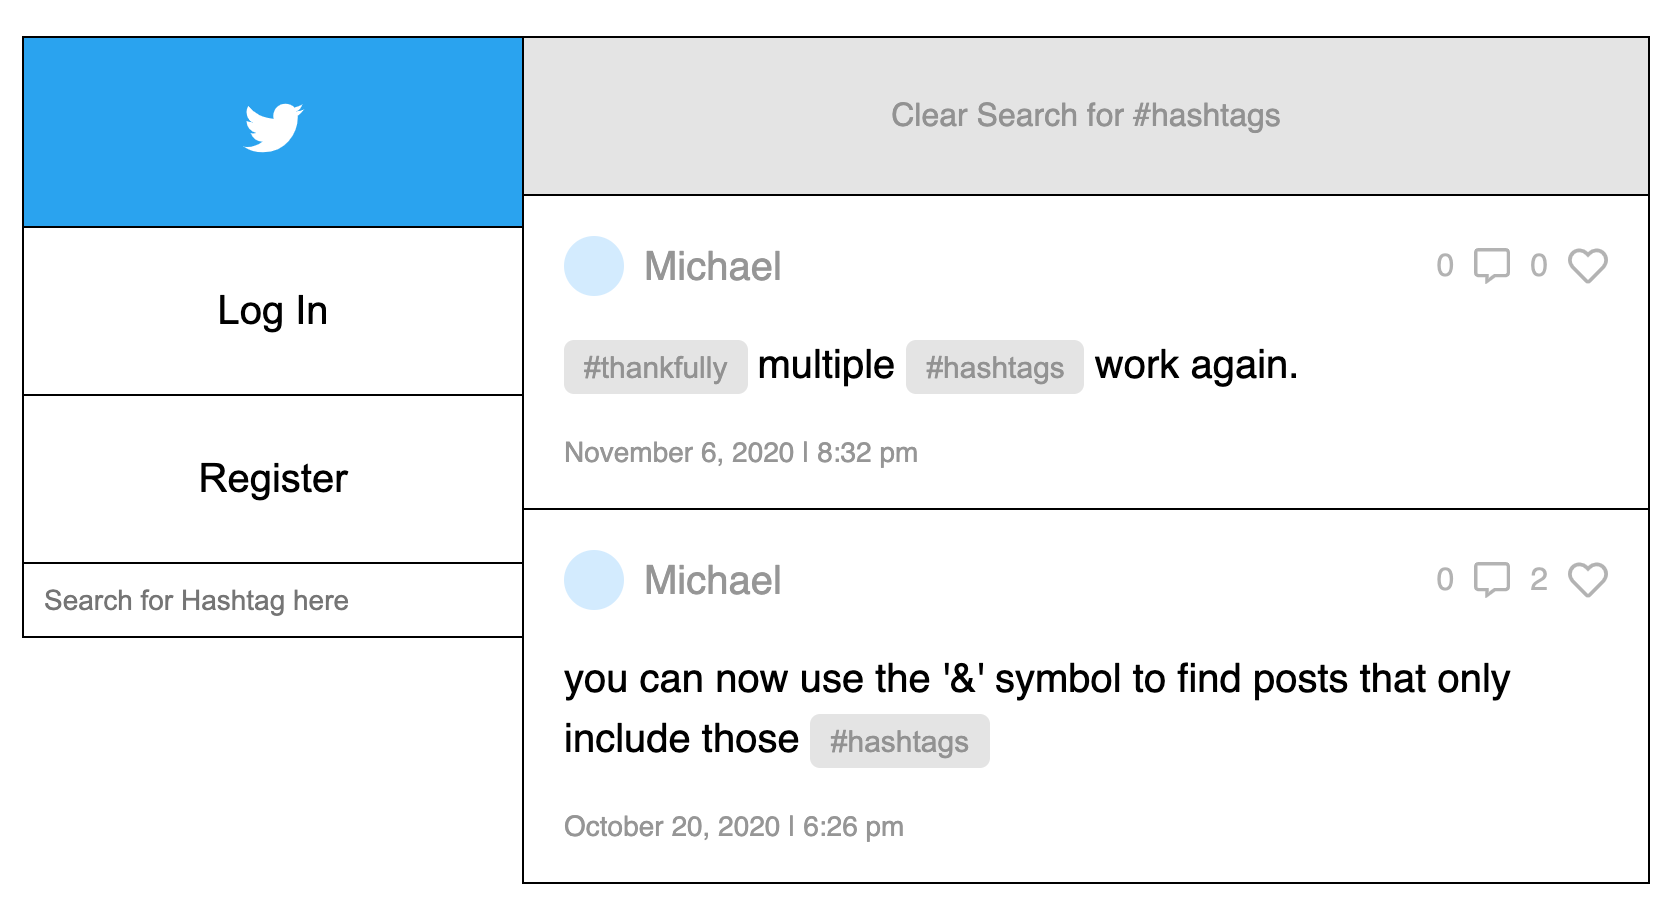 Log In
Register
Search for Hashtag here
Clear Search for #hashtags
Michael
0 0
#thankfully multiple #hashtags work again.
November 6, 2020 | 8:32 pm
Michael
0 2
you can now use the '&' symbol to find posts that only
include those #hashtags
October 20, 2020 | 6:26 pm